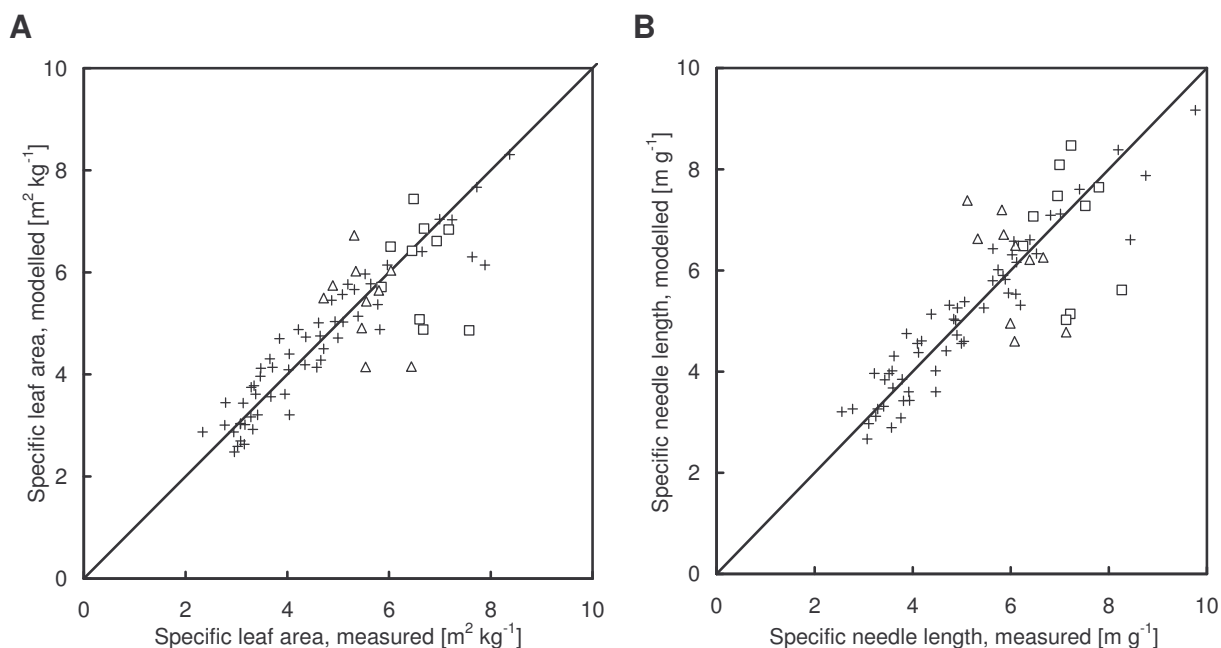 A
B
Specific leaf area, modelled [m² kg⁻¹]
10
8
6
4
2
0
0 2 4 6 8 10
Specific leaf area, measured [m² kg⁻¹]
Specific needle length, modelled [m g⁻¹]
10
8
6
4
2
0
0 2 4 6 8 10
Specific needle length, measured [m g⁻¹]